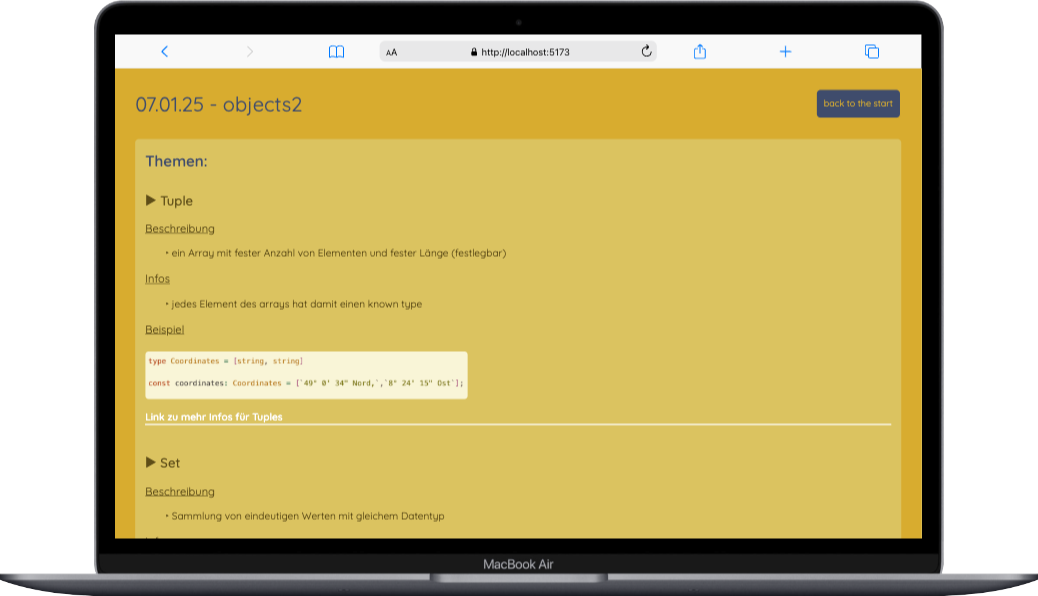 AA
http://localhost:5173
07.01.25 - objects2
back to the start
Themen:
▶ Tuple
Beschreibung
• ein Array mit fester Anzahl von Elementen und fester Länge (festlegbar)
Infos
• jedes Element des arrays hat damit einen known type
Beispiel
type Coordinates = [string, string]
const coordinates: Coordinates = [`49° 0' 34" Nord,`,`8° 24' 15" Ost`];
Link zu mehr Infos für Tuples
▶ Set
Beschreibung
• Sammlung von eindeutigen Werten mit gleichem Datentyp
MacBook Air